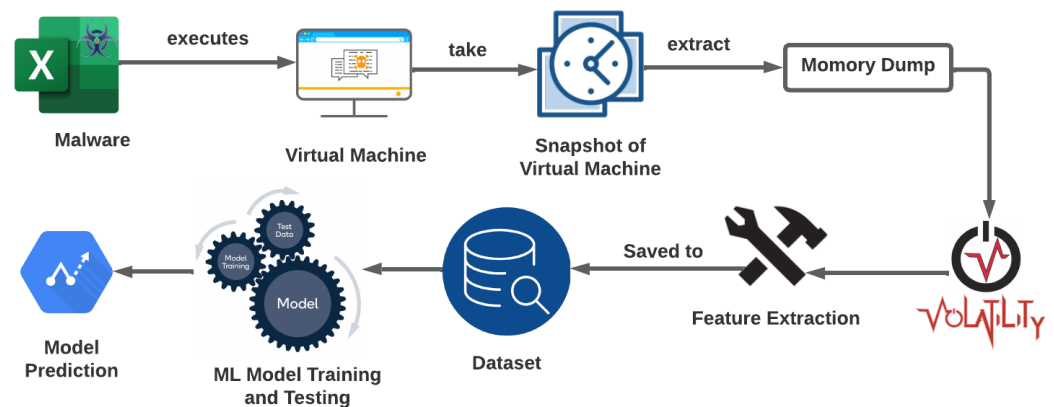 X
executes
take
extract
Momory Dump
Malware
Virtual Machine
Snapshot of
Virtual Machine
Test
Data
Model
Training
Model
Saved to
VOLATILITY
Feature Extraction
Dataset
Model
Prediction
ML Model Training
and Testing